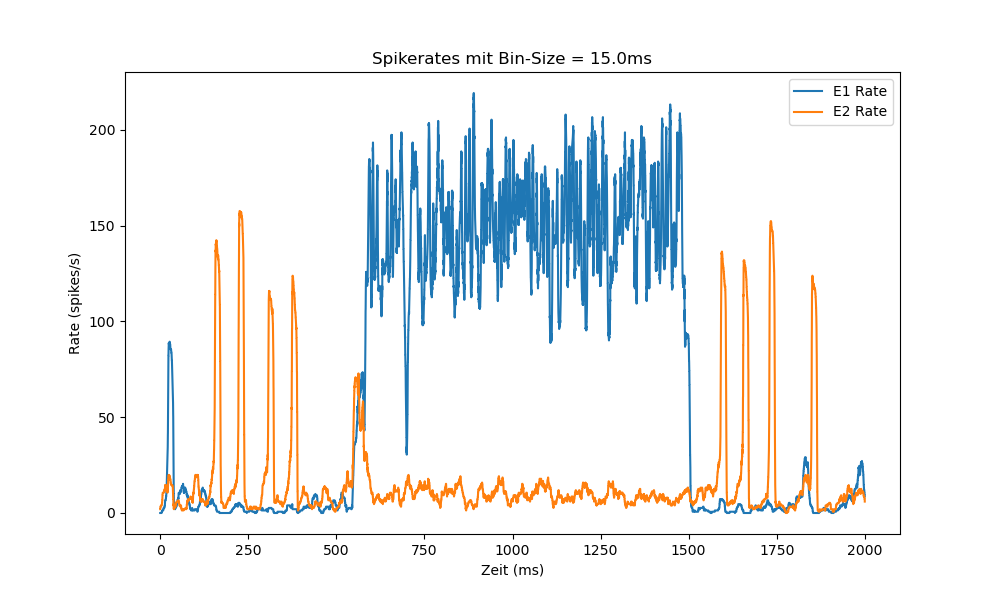 Spikerates mit Bin-Size = 15.0ms
E1 Rate
E2 Rate
200
150
100
50
0
Rate (spikes/s)
0 250 500 750 1000 1250 1500 1750 2000
Zeit (ms)